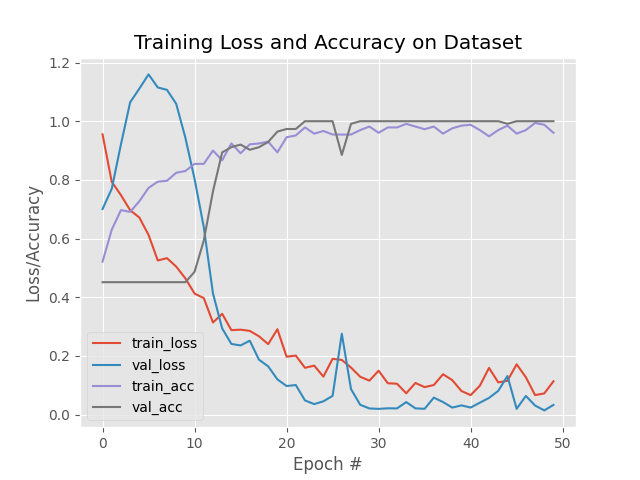 Training Loss and Accuracy on Dataset
1.2
1.0
0.8
0.6
0.4
0.2
0.0
Loss/Accuracy
train_loss
val_loss
train_acc
val_acc
0 10 20 30 40 50
Epoch #